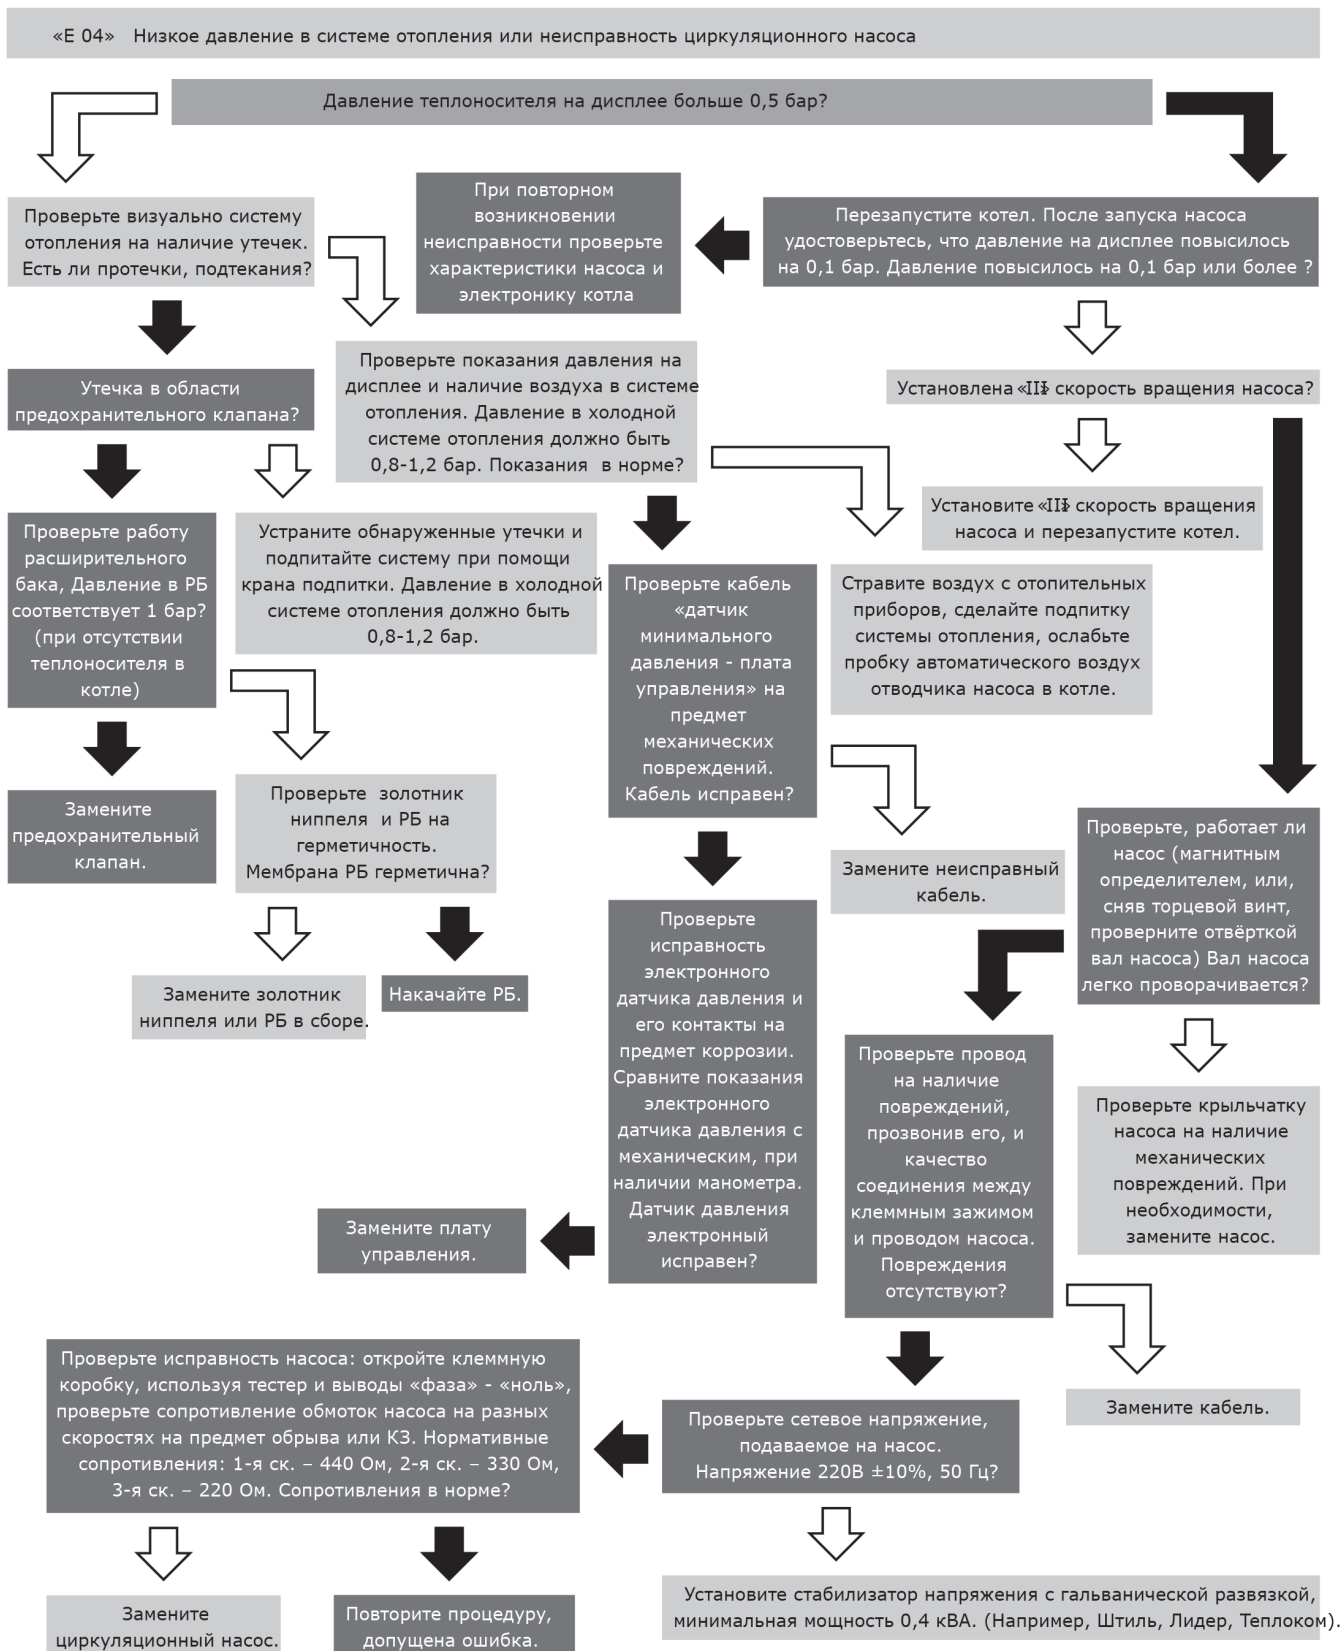 «Е 04» Низкое давление в системе отопления или неисправность циркуляционного насоса
Давление теплоносителя на дисплее больше 0,5 бар?
Проверьте визуально систему
отопления на наличие утечек.
Есть ли протечки, подтекания?
При повторном
возникновении
неисправности проверьте
характеристики насоса и
электронику котла
Перезапустите котел. После запуска насоса
удостоверьтесь, что давление на дисплее повысилось
на 0,1 бар. Давление повысилось на 0,1 бар или более ?
Утечка в области
предохранительного клапана?
Проверьте показания давления на
дисплее и наличие воздуха в системе
отопления. Давление в холодной
системе отопления должно быть
0,8-1,2 бар. Показания в норме?
Установлена «III» скорость вращения насоса?
Установите «III» скорость вращения
насоса и перезапустите котел.
Проверьте работу
расширительного
бака, Давление в РБ
соответствует 1 бар?
(при отсутствии
теплоносителя в
котле)
Устраните обнаруженные утечки и
подпитайте систему при помощи
крана подпитки. Давление в холодной
системе отопления должно быть
0,8-1,2 бар.
Проверьте кабель
«датчик
минимального
давления - плата
управления» на
предмет
механических
повреждений.
Кабель исправен?
Стравите воздух с отопительных
приборов, сделайте подпитку
системы отопления, ослабьте
пробку автоматического воздух
отводчика насоса в котле.
Замените
предохранительный
клапан.
Проверьте золотник
ниппеля и РБ на
герметичность.
Мембрана РБ герметична?
Замените неисправный
кабель.
Проверьте, работает ли
насос (магнитным
определителем, или,
сняв торцевой винт,
проверните отвёрткой
вал насоса) Вал насоса
легко проворачивается?
Замените золотник
ниппеля или РБ в сборе.
Накачайте РБ.
Проверьте
исправность
электронного
датчика давления и
его контакты на
предмет коррозии.
Сравните показания
электронного
датчика давления с
механическим, при
наличии манометра.
Датчик давления
электронный
исправен?
Проверьте провод
на наличие
повреждений,
прозвонив его, и
качество
соединения между
клеммным зажимом
и проводом насоса.
Повреждения
отсутствуют?
Проверьте крыльчатку
насоса на наличие
механических
повреждений. При
необходимости,
замените насос.
Замените плату
управления.
Проверьте исправность насоса: откройте клеммную
коробку, используя тестер и выводы «фаза» - «ноль»,
проверьте сопротивление обмоток насоса на разных
скоростях на предмет обрыва или КЗ. Нормативные
сопротивления: 1-я ск. – 440 Ом, 2-я ск. – 330 Ом,
3-я ск. – 220 Ом. Сопротивления в норме?
Проверьте сетевое напряжение,
подаваемое на насос.
Напряжение 220В ±10%, 50 Гц?
Замените кабель.
Замените
циркуляционный насос.
Повторите процедуру,
допущена ошибка.
Установите стабилизатор напряжения с гальванической развязкой,
минимальная мощность 0,4 кВА. (Например, Штиль, Лидер, Теплоком).